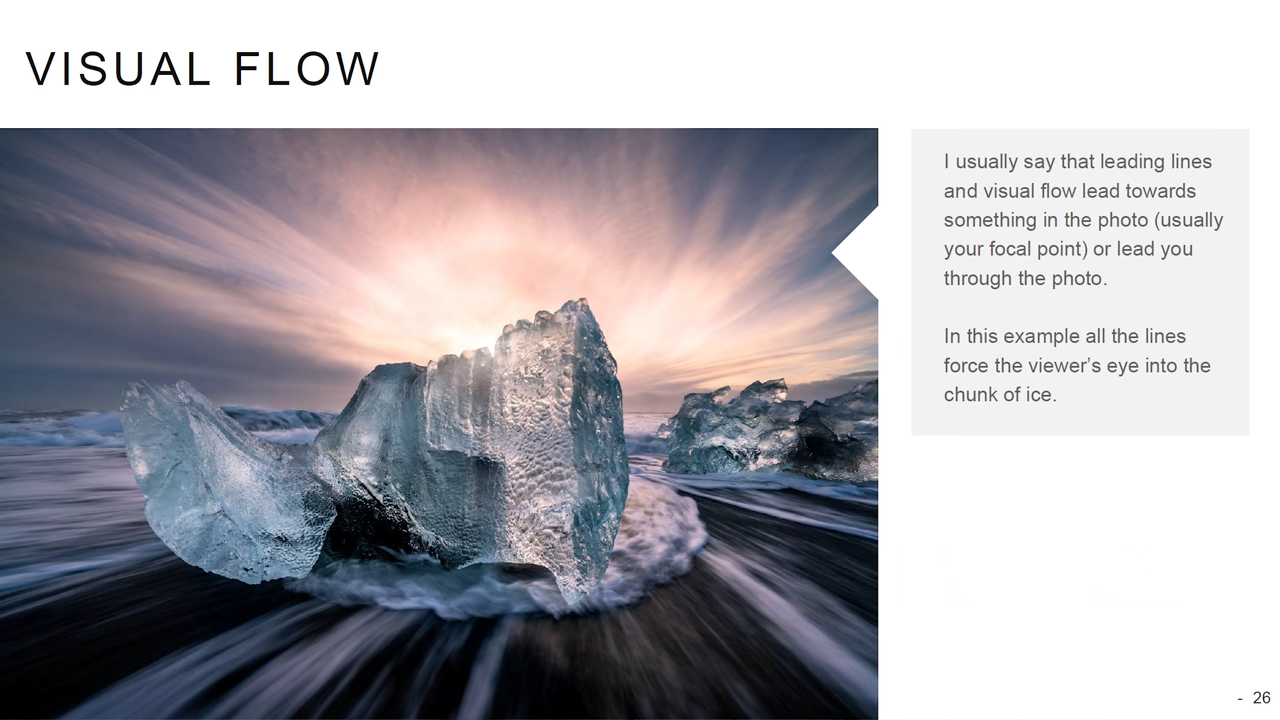 VISUAL FLOW
I usually say that leading lines
and visual flow lead towards
something in the photo (usually
your focal point) or lead you
through the photo.
In this example all the lines
force the viewer’s eye into the
chunk of ice.
- 26